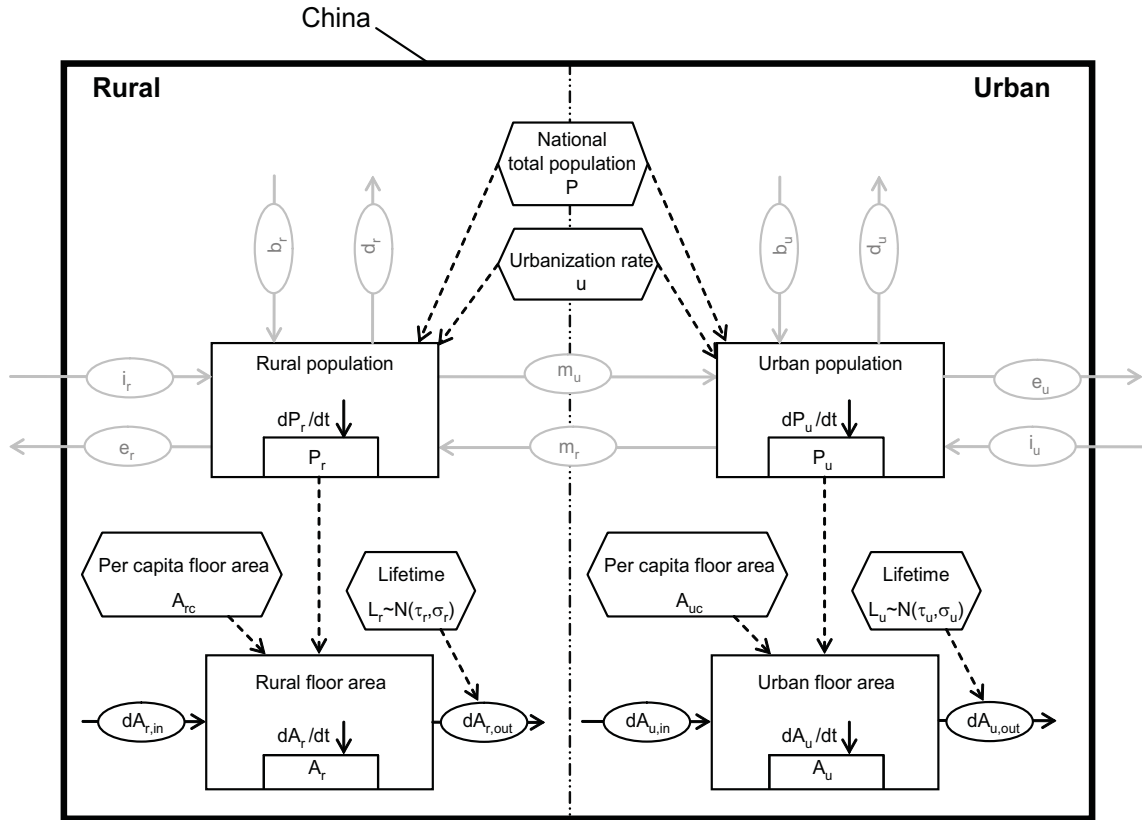 China
Rural
Urban
National
total population
P
Urbanization rate
u
b_r
d_r
b_u
d_u
Rural population
dP_r/dt
P_r
Urban population
dP_u/dt
P_u
i_r
e_r
m_u
m_r
e_u
i_u
Per capita floor area
A_rc
Lifetime
L_r~N(τ_r,σ_r)
Per capita floor area
A_uc
Lifetime
L_u~N(τ_u,σ_u)
dA_r,in
Rural floor area
dA_r/dt
A_r
dA_r,out
dA_u,in
Urban floor area
dA_u/dt
A_u
dA_u,out